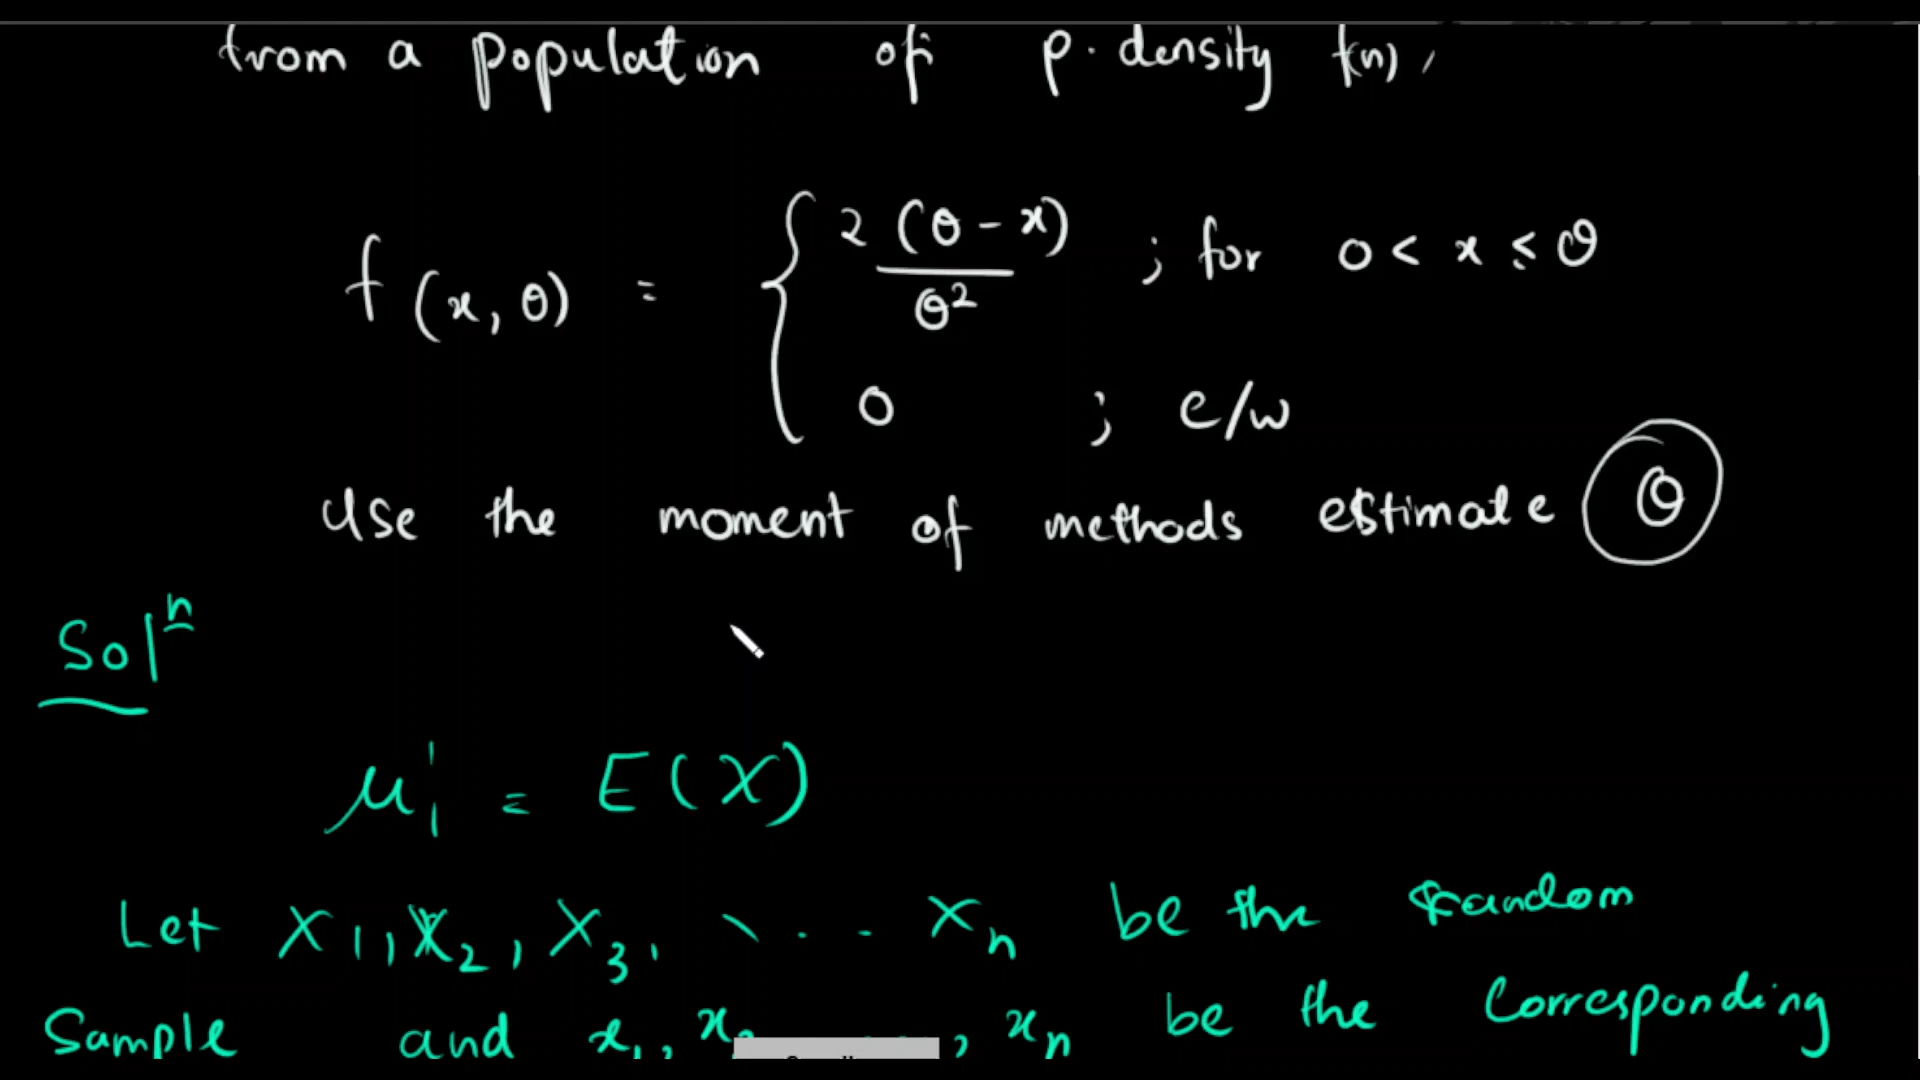 from a population of p. density f(n),
f(x, θ) = { 2(θ - x) / θ² ; for 0 < x ≤ θ
0 ; e/w
Use the moment of methods estimate θ
Solⁿ
μ'₁ = E(X)
Let X₁, X₂, X₃, ... Xn be the random
Sample and x₁, x₂ ..., xn be the Corresponding